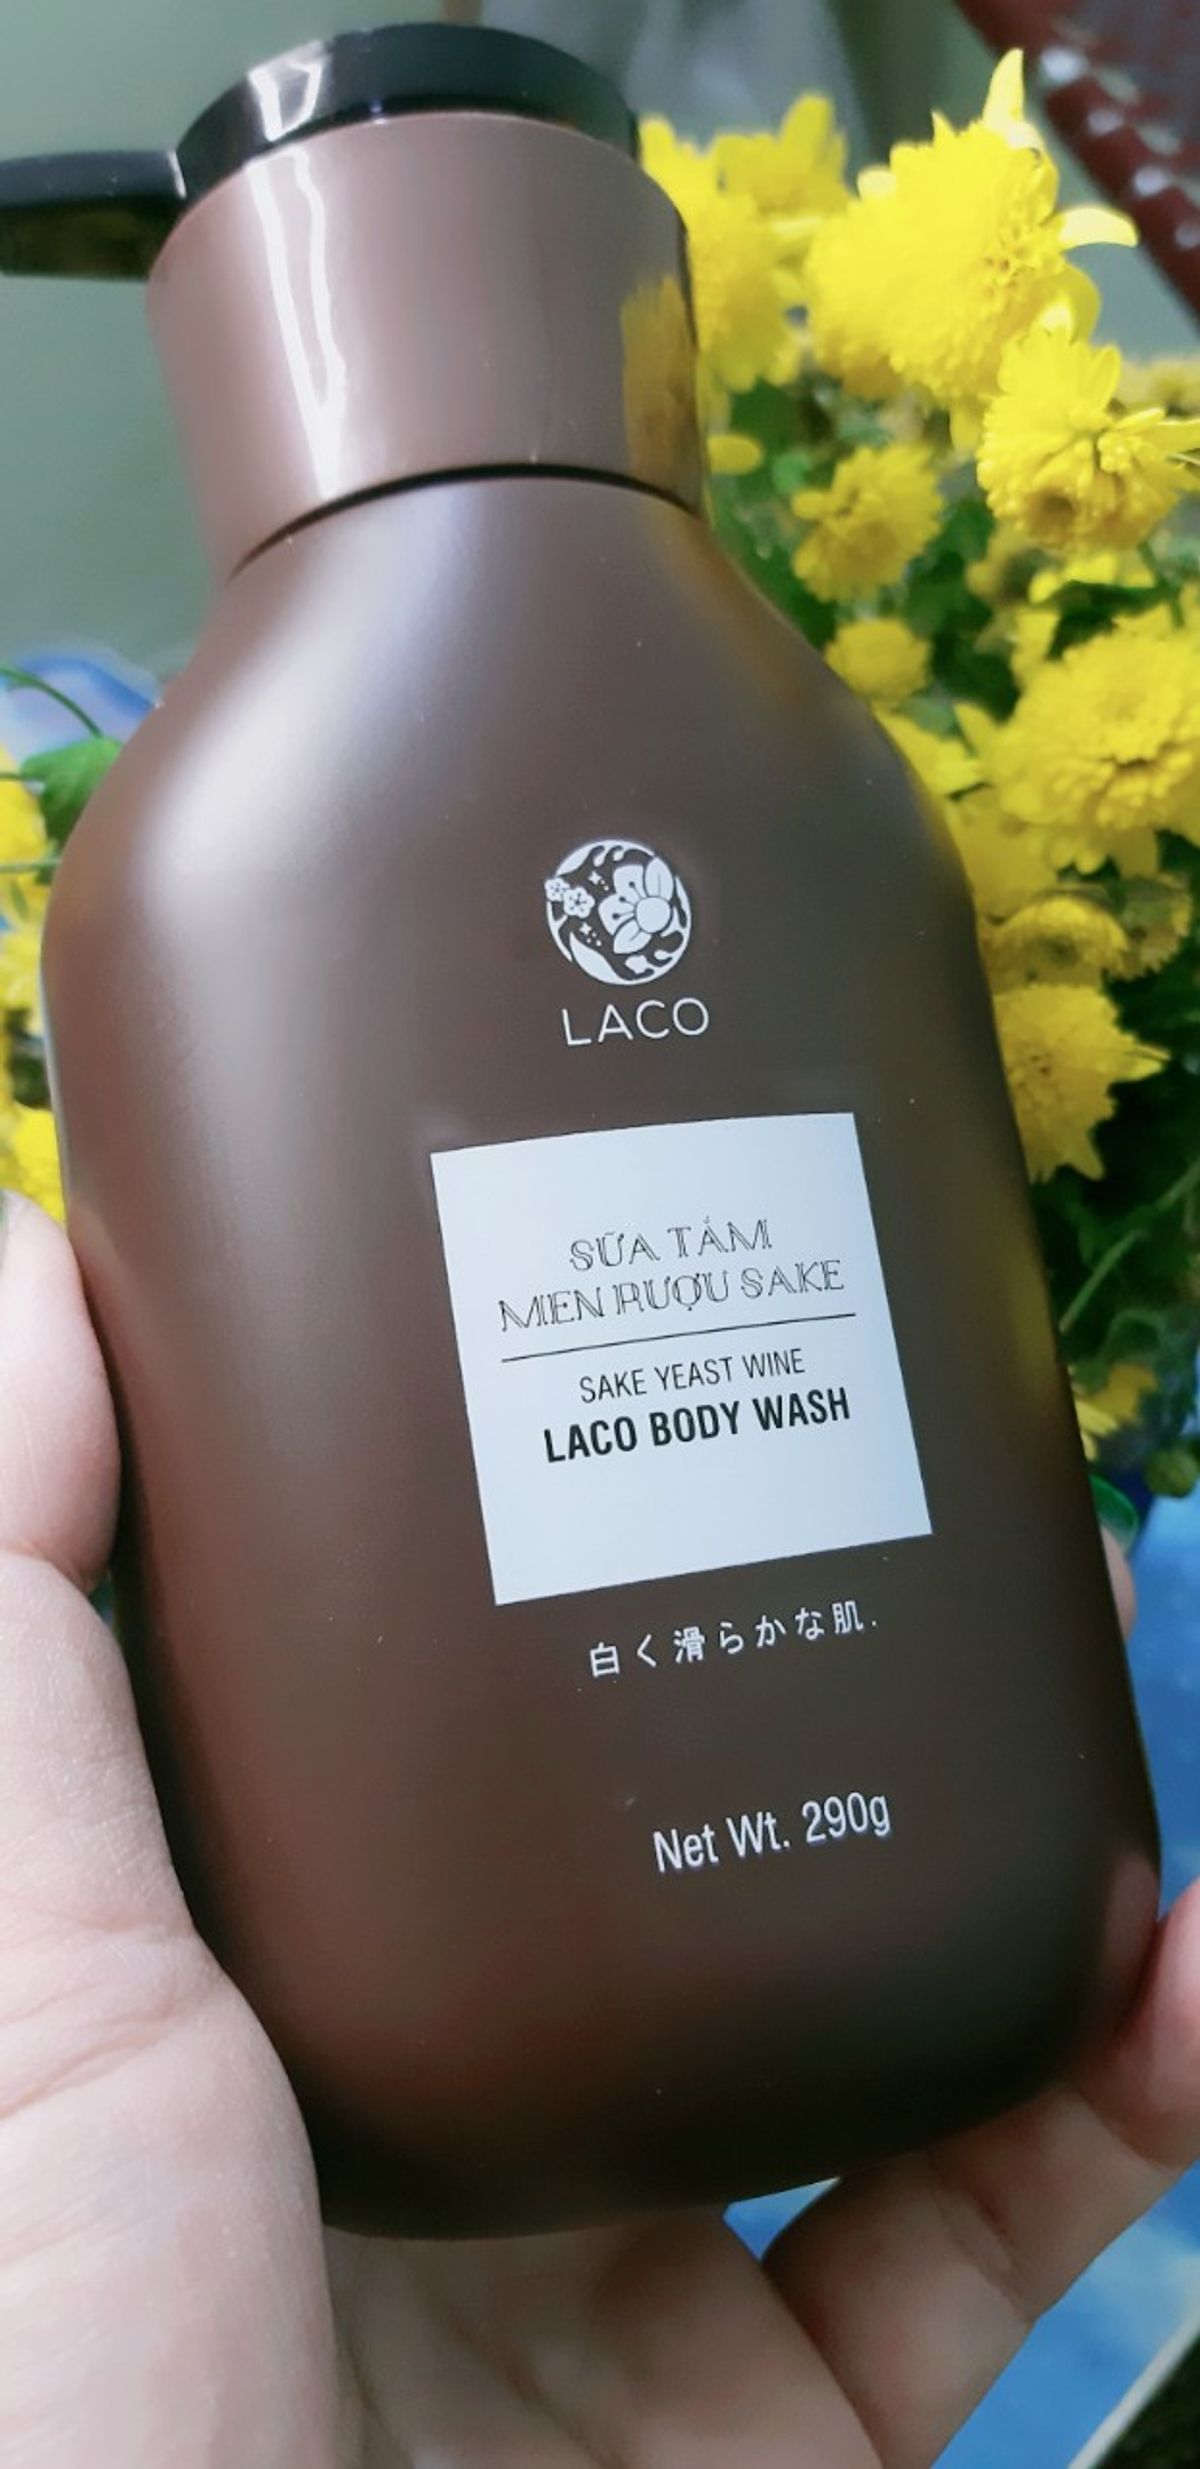 LACO
SỮA TẮM
MEN RƯỢU SAKE
SAKE YEAST WINE
LACO BODY WASH
白く滑らかな肌.
Net Wt. 290g